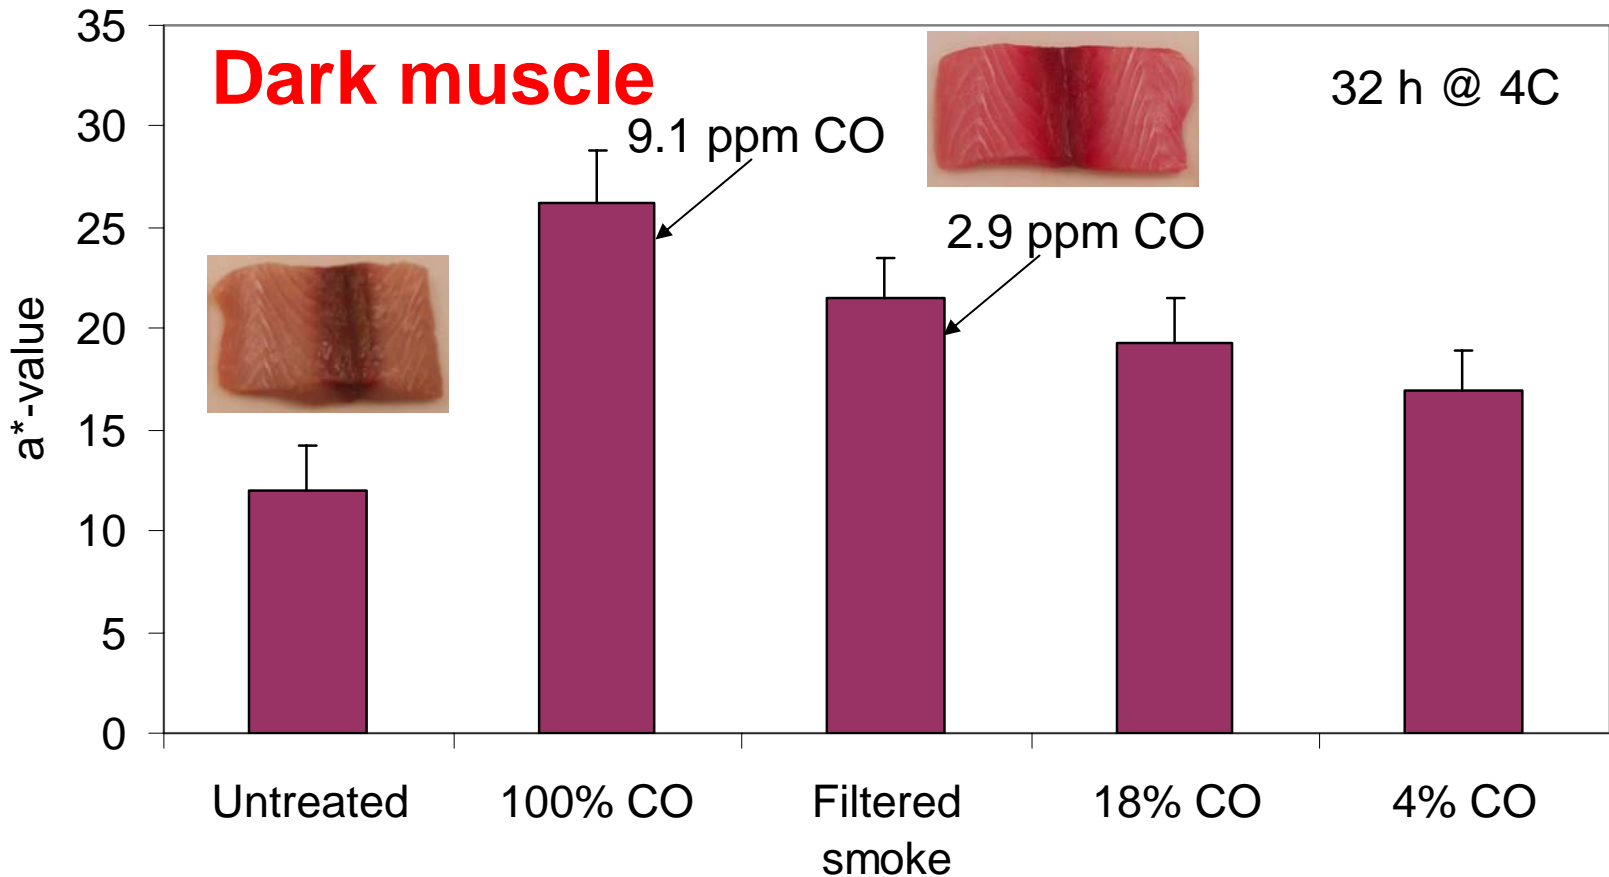 Dark muscle
32 h @ 4C
9.1 ppm CO
2.9 ppm CO
a*-value
35
30
25
20
15
10
5
0
Untreated
100% CO
Filtered
smoke
18% CO
4% CO